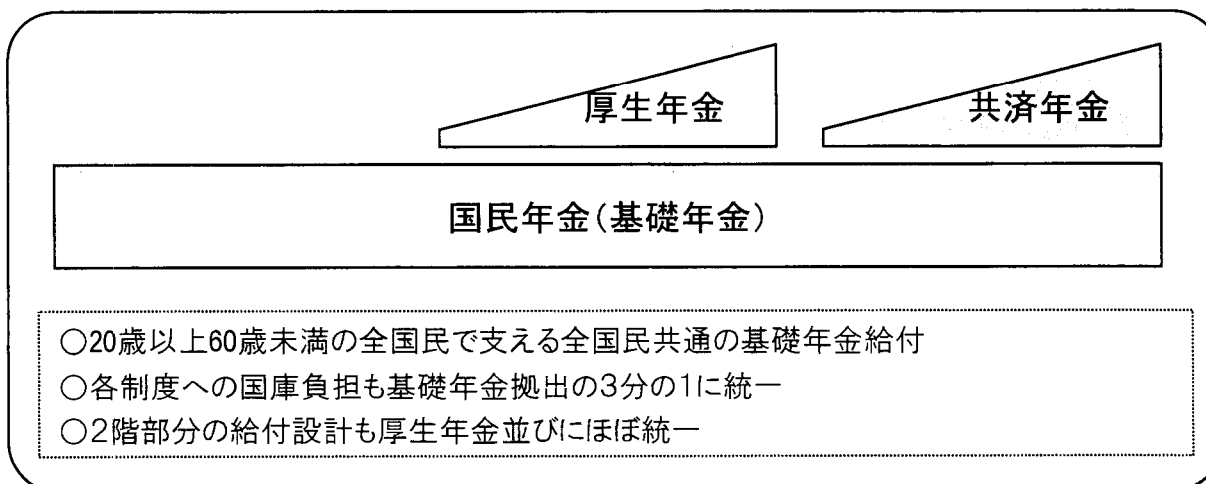 厚生年金
共済年金
国民年金(基礎年金)
○20歳以上60歳未満の全国民で支える全国民共通の基礎年金給付
○各制度への国庫負担も基礎年金拠出の3分の1に統一
○2階部分の給付設計も厚生年金並びにほぼ統一